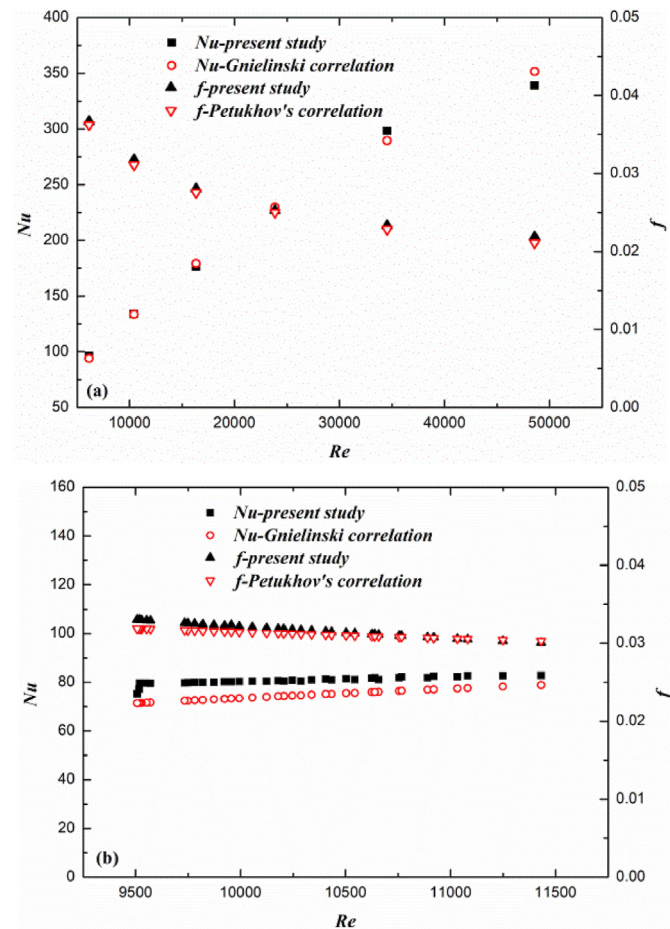 400
350
300
250
200
150
100
50
Nu
Nu-present study
Nu-Gnielinski correlation
f-present study
f-Petukhov's correlation
(a)
0.05
0.04
0.03
0.02
0.01
0.00
f
10000 20000 30000 40000 50000
Re
160
140
120
100
80
60
40
20
0
Nu
Nu-present study
Nu-Gnielinski correlation
f-present study
f-Petukhov's correlation
(b)
0.05
0.04
0.03
0.02
0.01
0.00
f
9500 10000 10500 11000 11500
Re